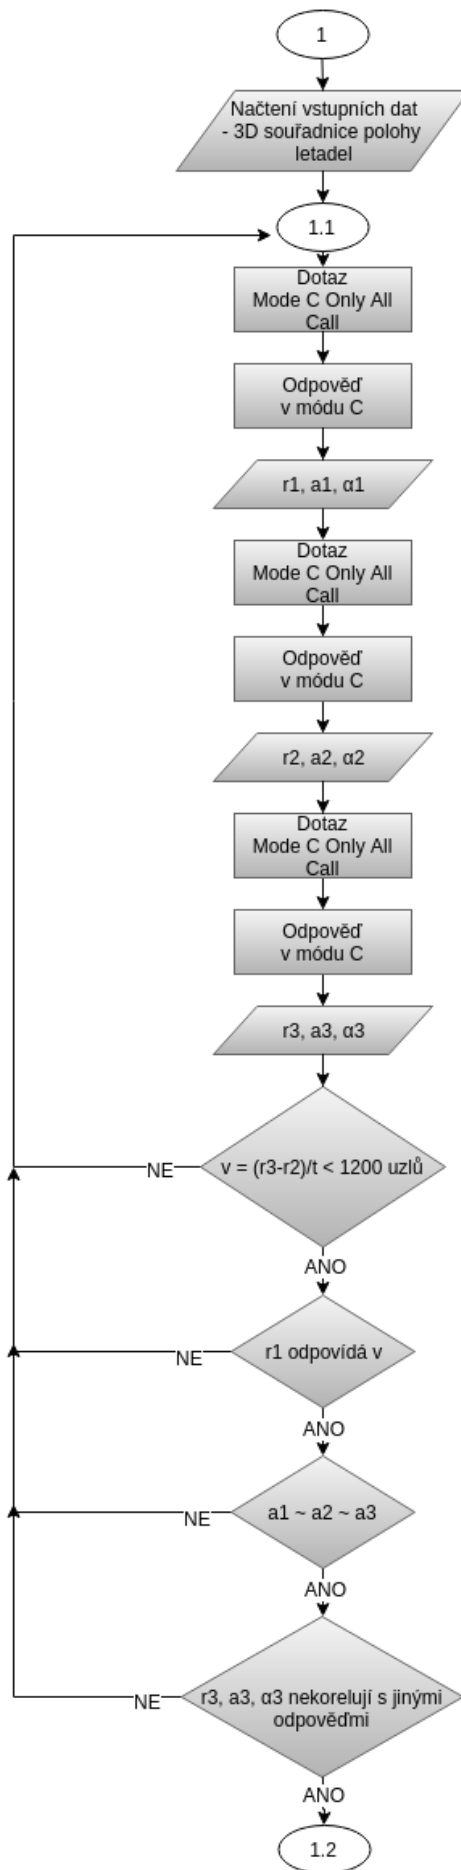 1
Načtení vstupních dat
- 3D souřadnice polohy
letadel
1.1
Dotaz
Mode C Only All
Call
Odpověď
v módu C
r1, a1, α1
Dotaz
Mode C Only All
Call
Odpověď
v módu C
r2, a2, α2
Dotaz
Mode C Only All
Call
Odpověď
v módu C
r3, a3, α3
v = (r3-r2)/t < 1200 uzlů
NE
ANO
r1 odpovídá v
NE
ANO
a1 ~ a2 ~ a3
NE
ANO
r3, a3, α3 nekorelují s jinými
odpověďmi
NE
ANO
1.2